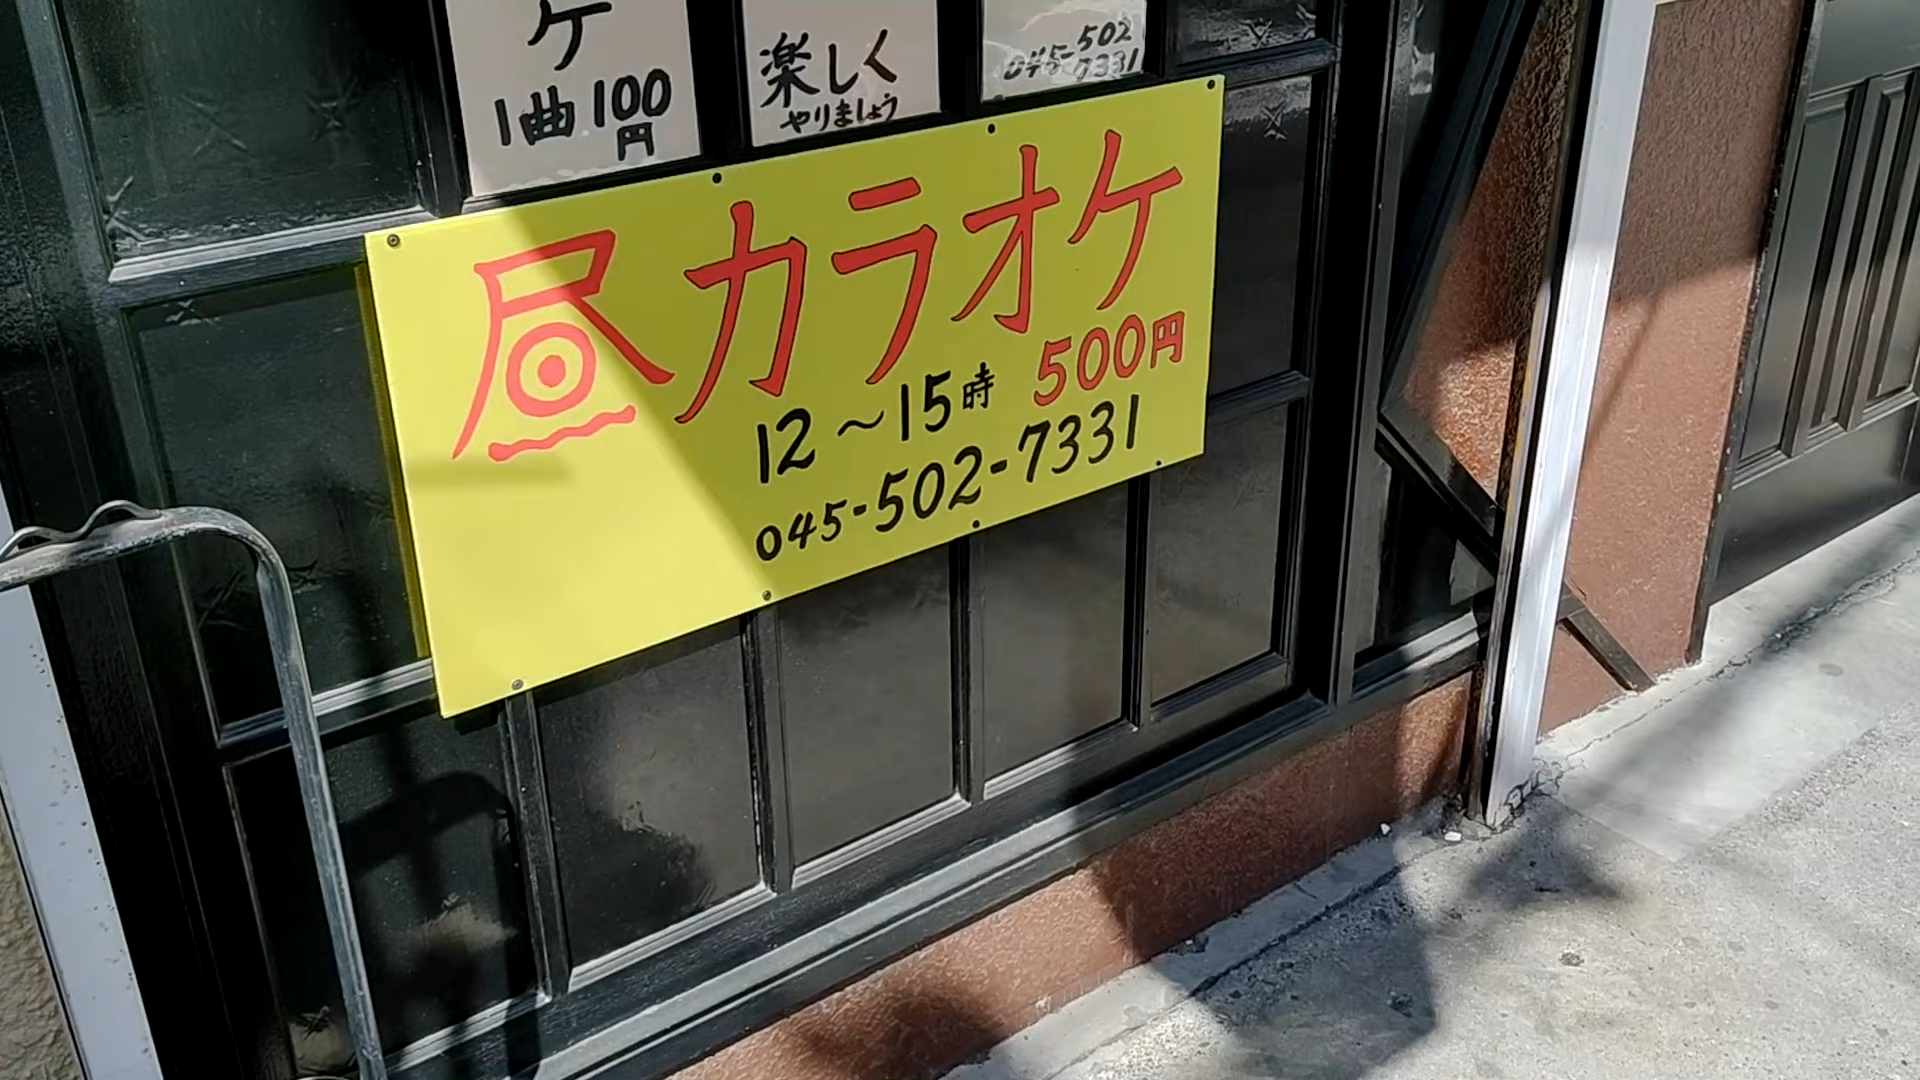 ケ
1曲100
円
楽しく
やりましょう
502
045-7331
昼カラオケ
12〜15時 500円
045-502-7331